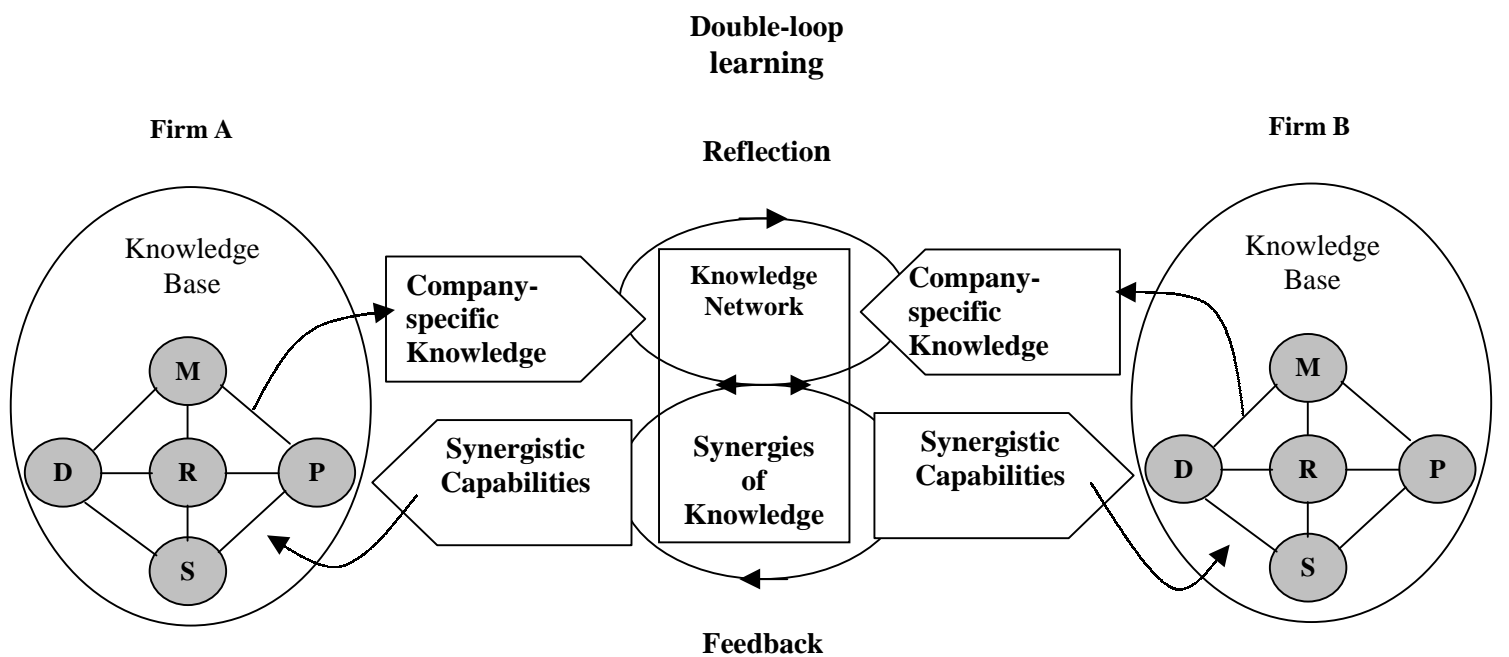 Double-loop
learning
Firm A
Firm B
Reflection
Knowledge
Base
Company-
specific
Knowledge
Knowledge
Network
Company-
specific
Knowledge
Knowledge
Base
M
D
R
P
S
Synergistic
Capabilities
Synergies
of
Knowledge
Synergistic
Capabilities
M
D
R
P
S
Feedback